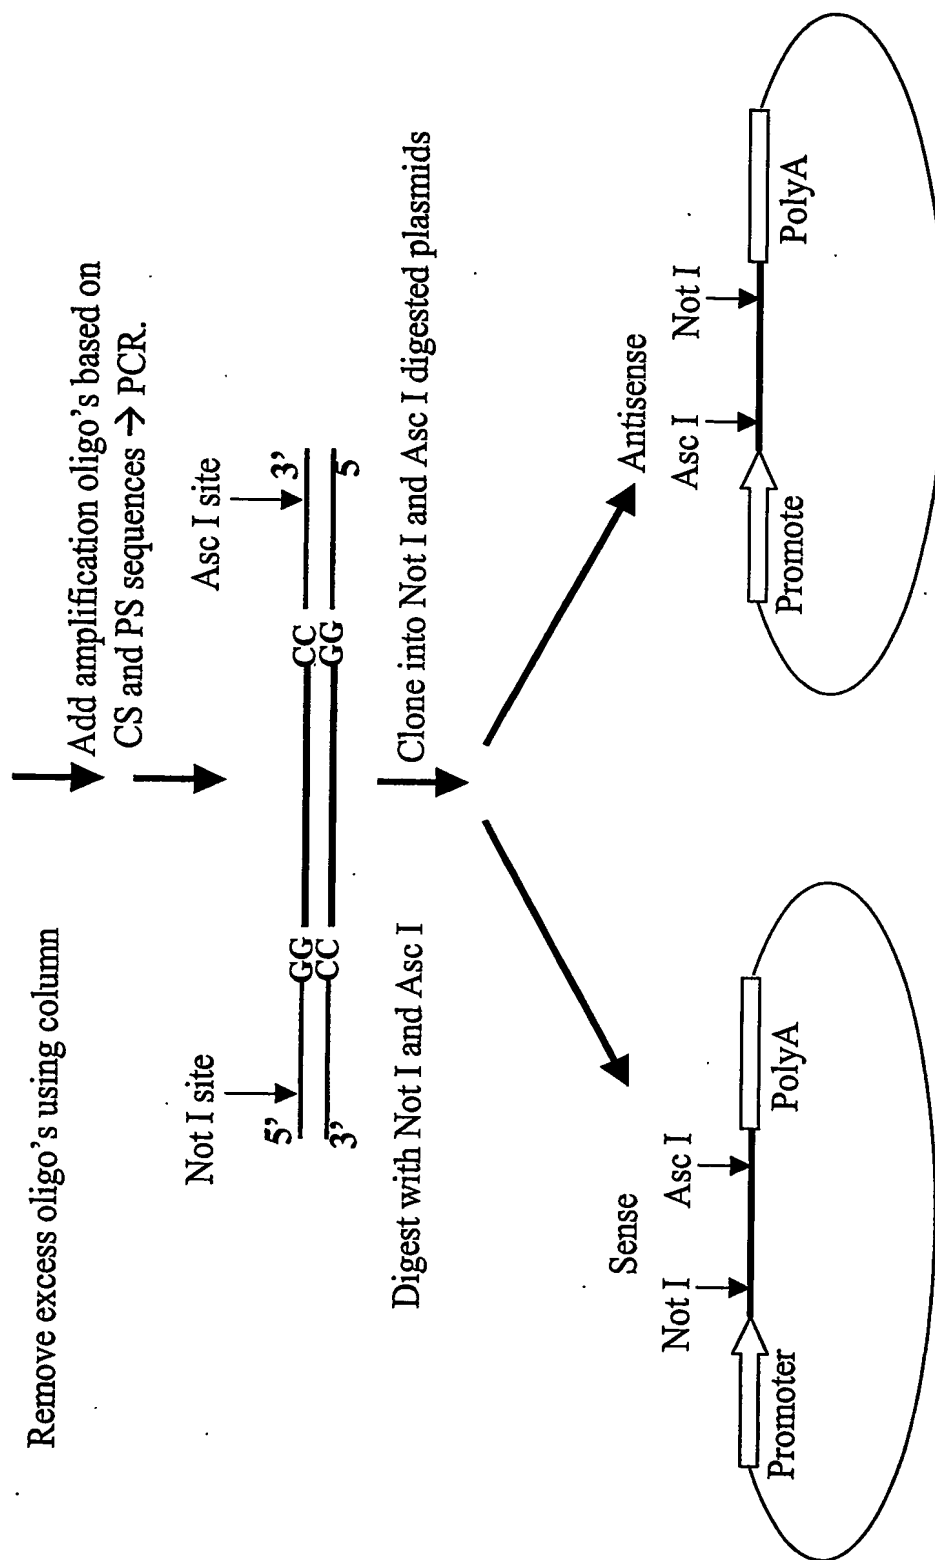 Remove excess oligo's using column
Add amplification oligo's based on
CS and PS sequences → PCR.
Not I site
Asc I site
5’ GG CC 3’
3’ CC GG 5
Digest with Not I and Asc I
Clone into Not I and Asc I digested plasmids
Sense
Antisense
Not I
Asc I
Asc I
Not I
Promoter
PolyA
Promote
PolyA